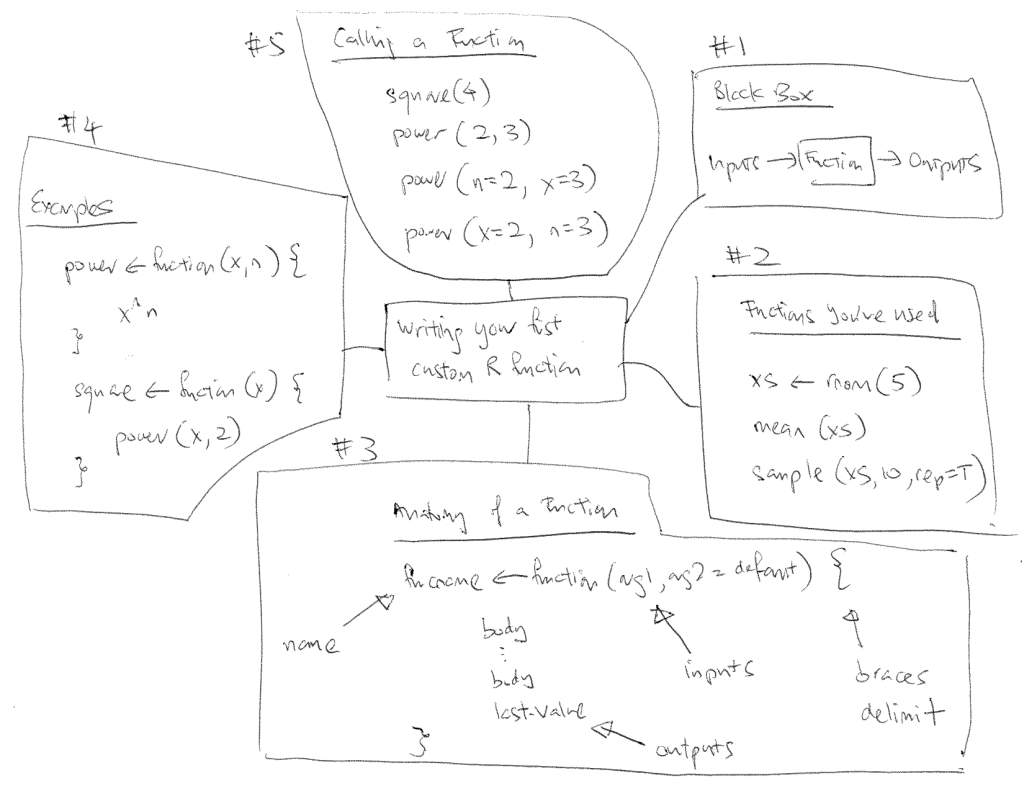 #1
Black Box
Inputs → Function → Outputs
#2
Functions you've used
xs ← rnorm(5)
mean (xs)
sample (xs, 10, rep=T)
#3
Anatomy of a Function
funcname ← function (arg1, arg2 = default) {
name
body
⋮
body
last-value
}
inputs
braces
delimit
outputs
#4
Examples
power ← function (x, n) {
x^n
}
square ← function (x) {
power (x, 2)
}
#5
Calling a Function
square(4)
power (2, 3)
power (n=2, x=3)
power (x=2, n=3)
Writing your first
custom R function